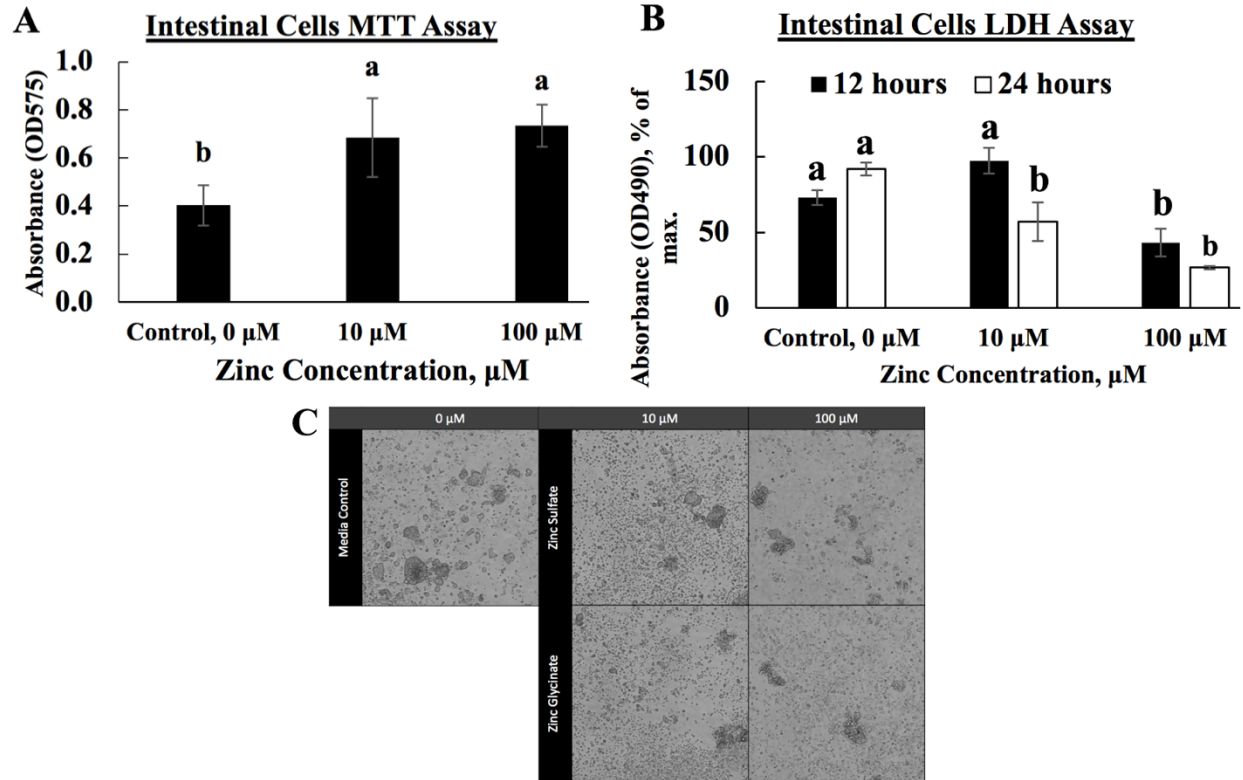 A
Intestinal Cells MTT Assay
Absorbance (OD575)
1.0
0.8
0.6
0.4
0.2
0.0
b
a
a
Control, 0 µM
10 µM
100 µM
Zinc Concentration, µM
B
Intestinal Cells LDH Assay
Absorbance (OD490), % of
max.
150
100
50
0
12 hours
24 hours
a
a
a
b
b
b
Control, 0 µM
10 µM
100 µM
Zinc Concentration, µM
C
0 µM
10 µM
100 µM
Media Control
Zinc Sulfate
Zinc Glycinate